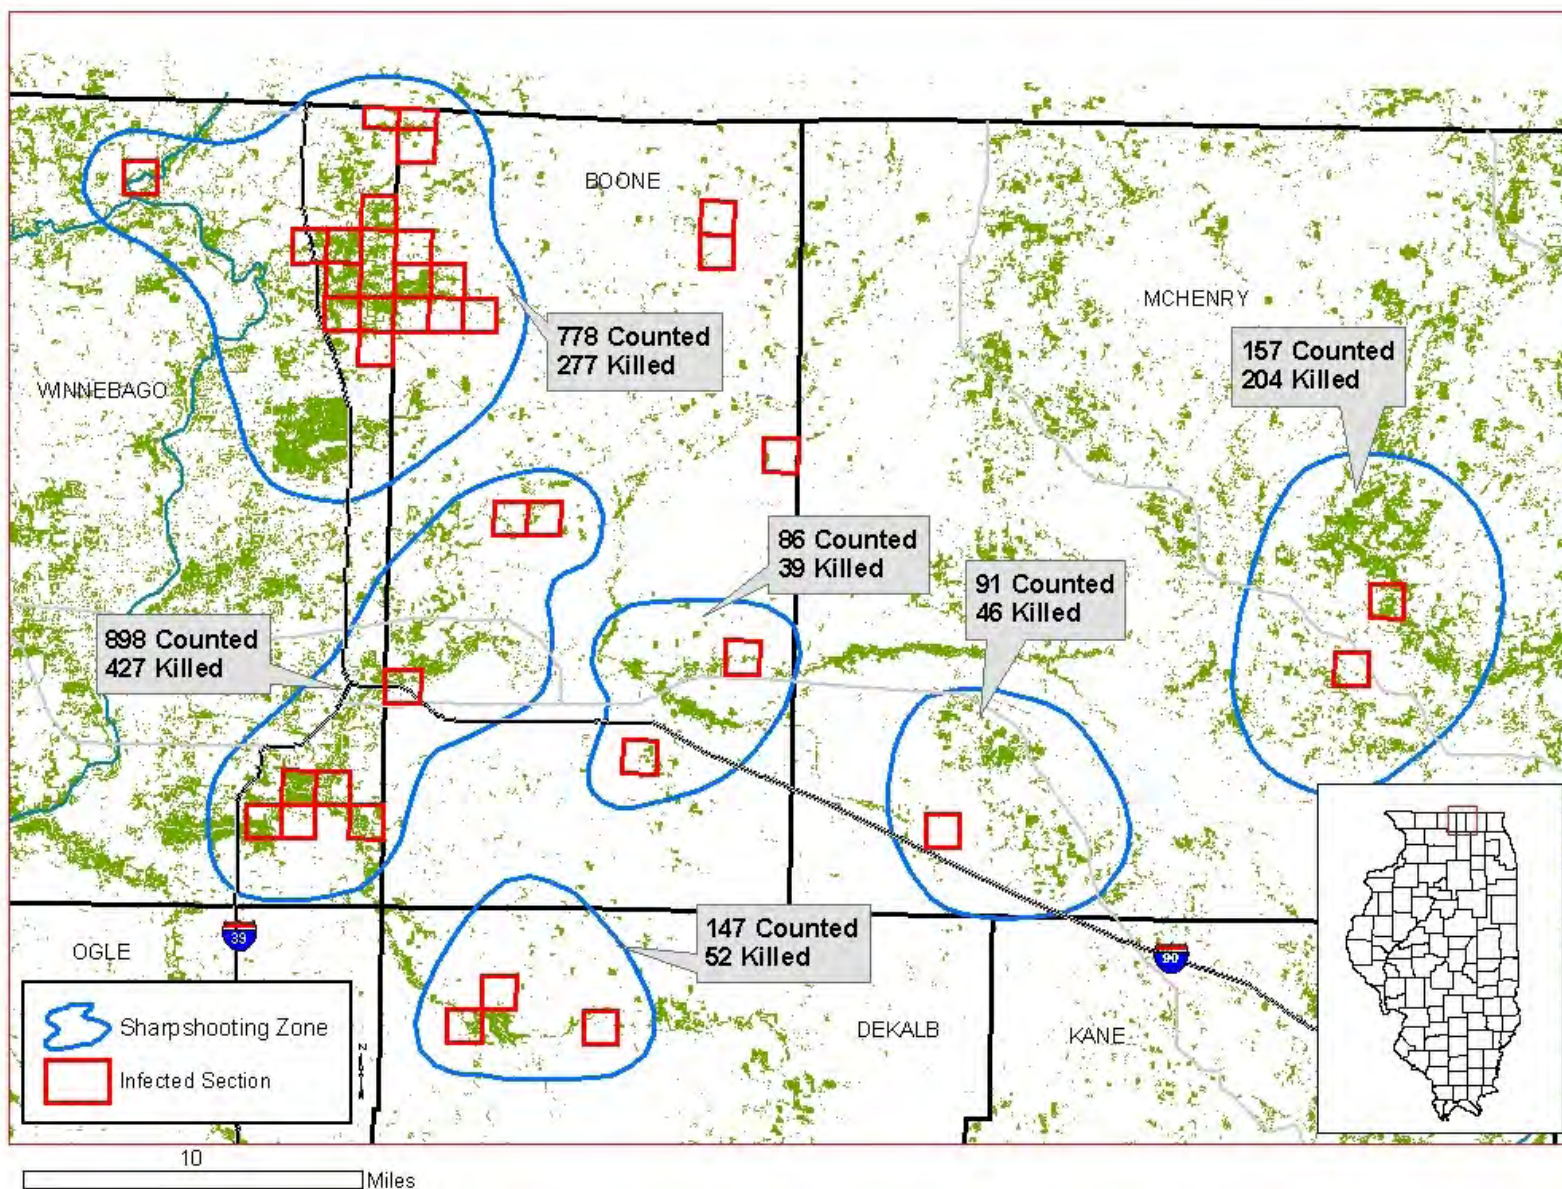 BOONE
MCHENRY
778 Counted
277 Killed
157 Counted
204 Killed
WINNEBAGO
86 Counted
39 Killed
91 Counted
46 Killed
898 Counted
427 Killed
147 Counted
52 Killed
OGLE
39
90
DEKALB
KANE
Sharpshooting Zone
Infected Section
N
10
Miles